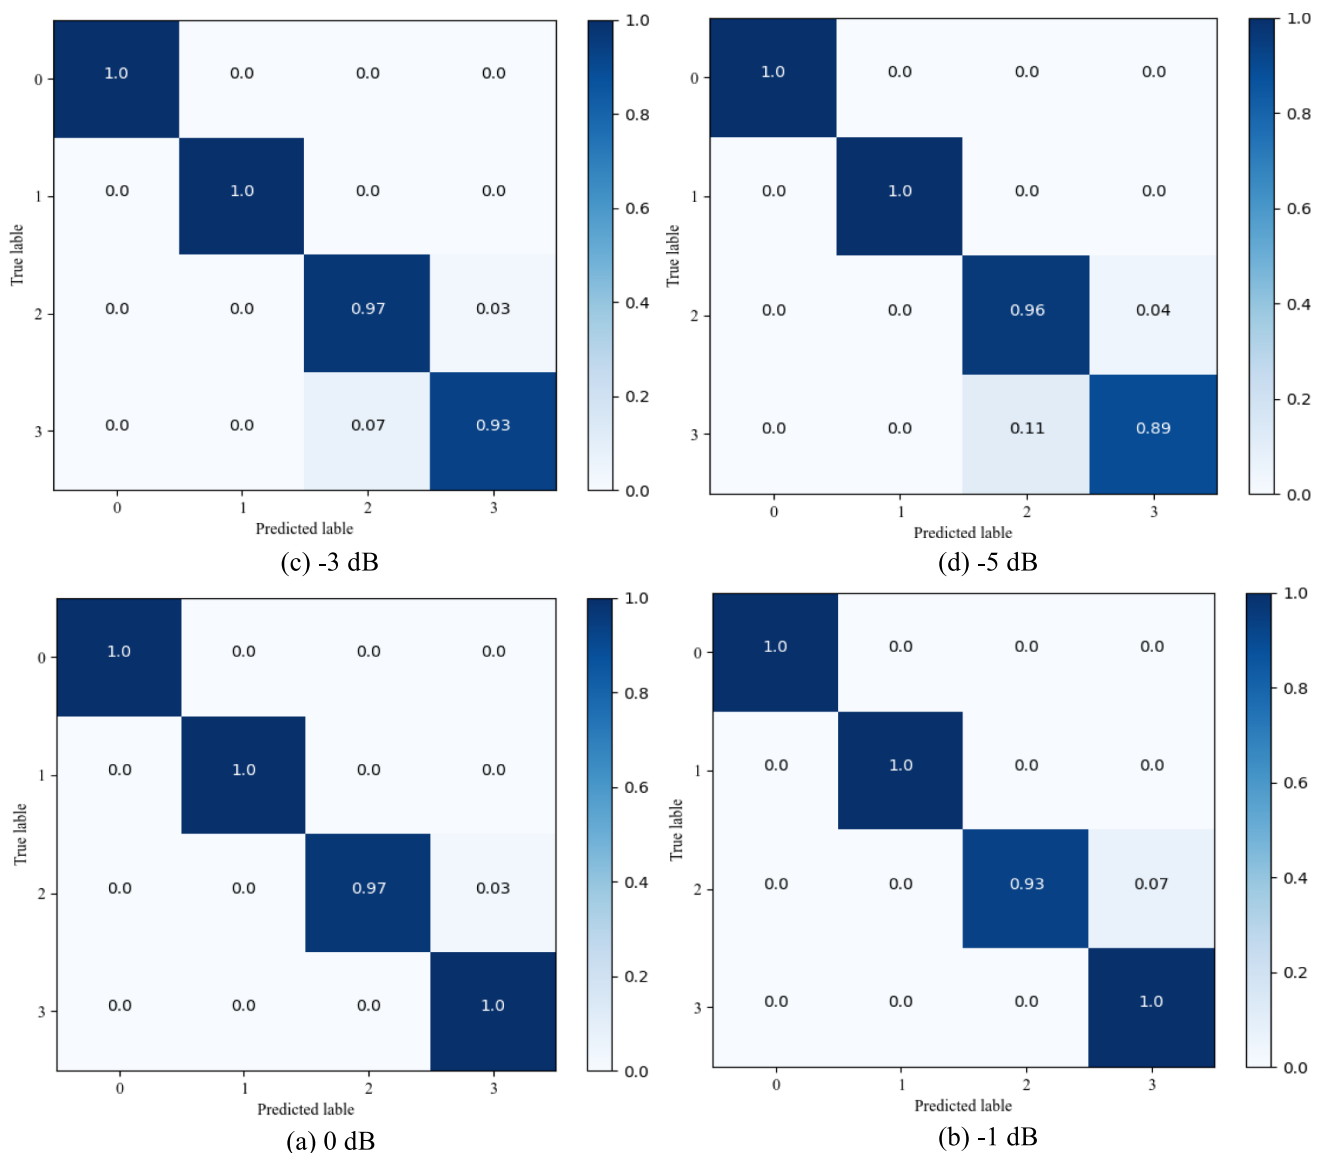 1.0 0.0 0.0 0.0
0.0 1.0 0.0 0.0
0.0 0.0 0.97 0.03
0.0 0.0 0.07 0.93
0
1
2
3
True lable
0 1 2 3
Predicted lable
1.0
0.8
0.6
0.4
0.2
0.0
(c) -3 dB
1.0 0.0 0.0 0.0
0.0 1.0 0.0 0.0
0.0 0.0 0.96 0.04
0.0 0.0 0.11 0.89
0
1
2
3
True lable
0 1 2 3
Predicted lable
1.0
0.8
0.6
0.4
0.2
0.0
(d) -5 dB
1.0 0.0 0.0 0.0
0.0 1.0 0.0 0.0
0.0 0.0 0.97 0.03
0.0 0.0 0.0 1.0
0
1
2
3
True lable
0 1 2 3
Predicted lable
1.0
0.8
0.6
0.4
0.2
0.0
(a) 0 dB
1.0 0.0 0.0 0.0
0.0 1.0 0.0 0.0
0.0 0.0 0.93 0.07
0.0 0.0 0.0 1.0
0
1
2
3
True lable
0 1 2 3
Predicted lable
1.0
0.8
0.6
0.4
0.2
0.0
(b) -1 dB